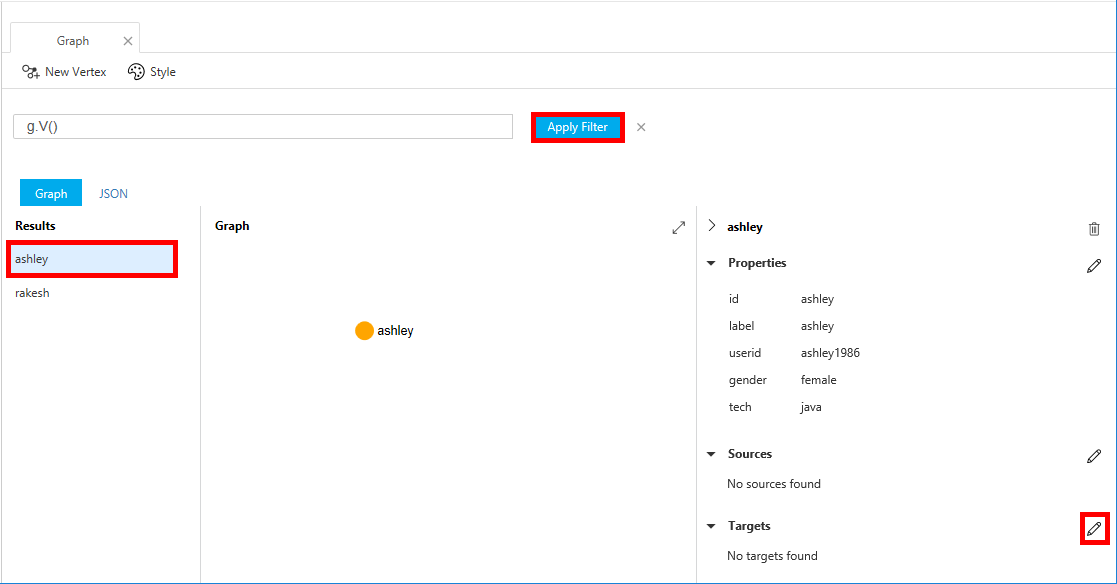 Graph
New Vertex Style
g.V()
Apply Filter
Graph JSON
Results
ashley
rakesh
Graph
ashley
ashley
Properties
id ashley
label ashley
userid ashley1986
gender female
tech java
Sources
No sources found
Targets
No targets found